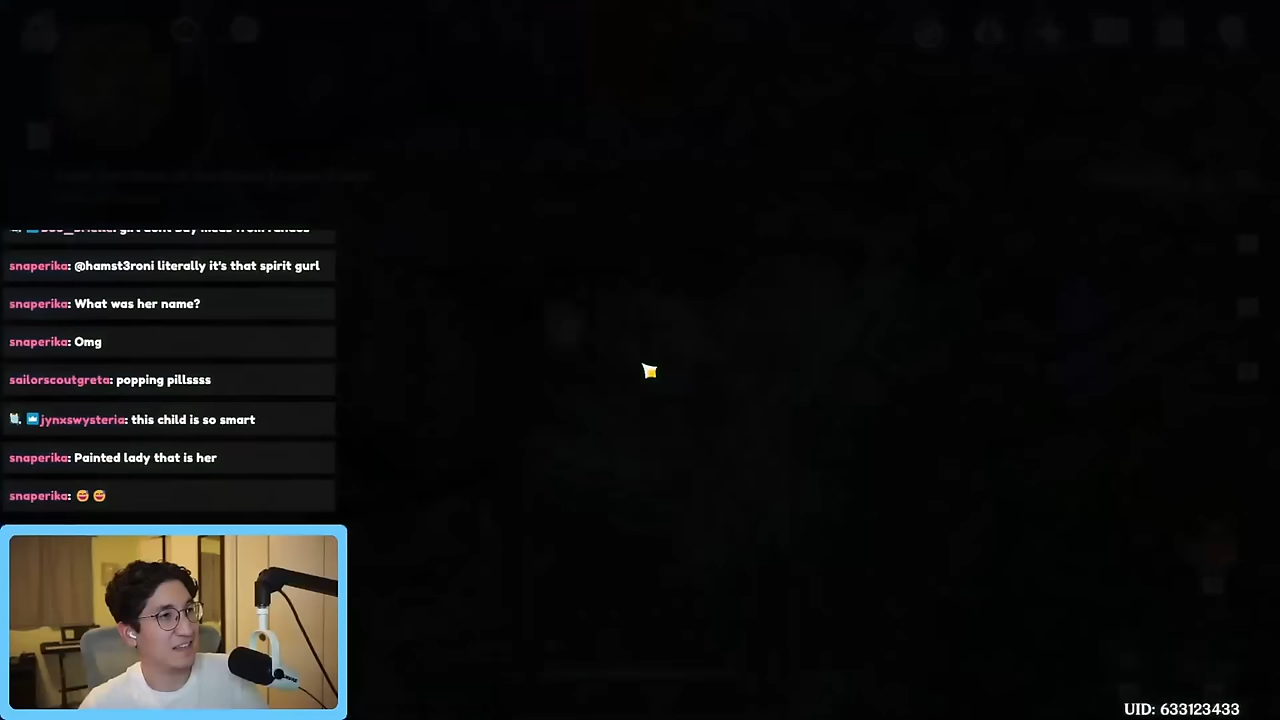 snaperika: @hamst3roni literally it's that spirit gurl
snaperika: What was her name?
snaperika: Omg
sailorscoutgreta: popping pillssss
jynxswysteria: this child is so smart
snaperika: Painted lady that is her
snaperika: 😅 😅
UID: 633123433